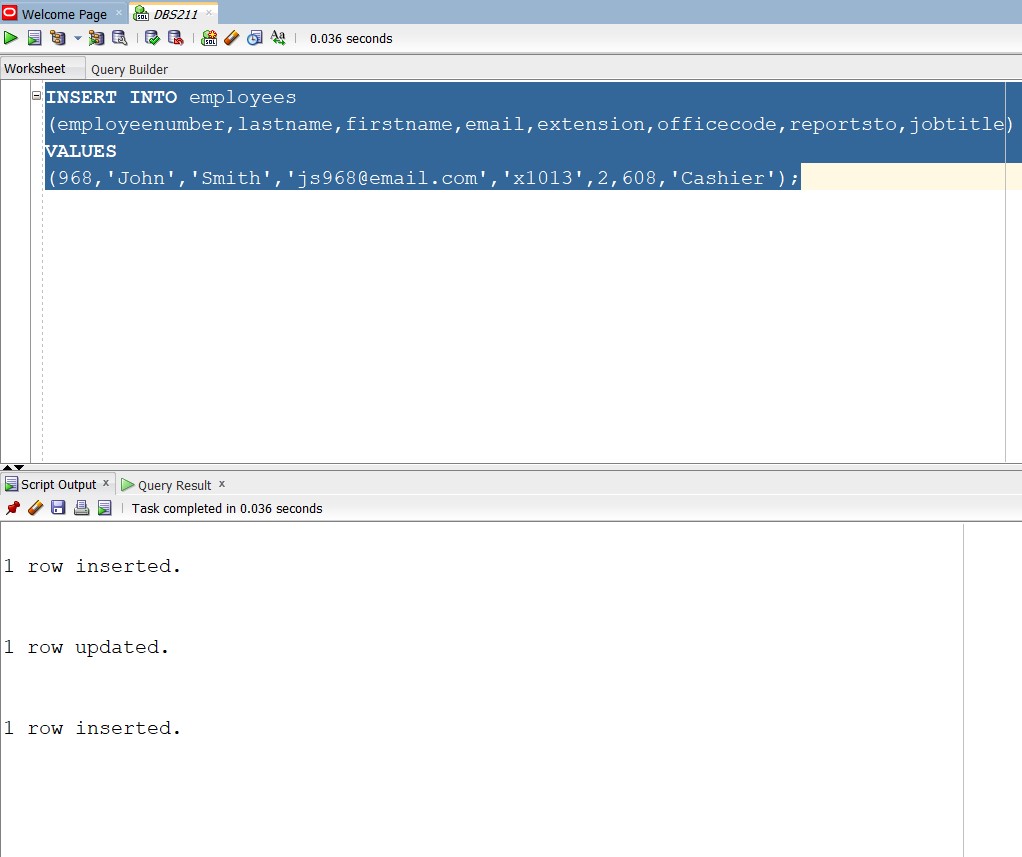 Welcome Page × DBS211 ×
0.036 seconds
Worksheet Query Builder
INSERT INTO employees
(employeenumber,lastname,firstname,email,extension,officecode,reportsto,jobtitle)
VALUES
(968,'John','Smith','js968@email.com','x1013',2,608,'Cashier');
Script Output × Query Result ×
Task completed in 0.036 seconds
1 row inserted.
1 row updated.
1 row inserted.